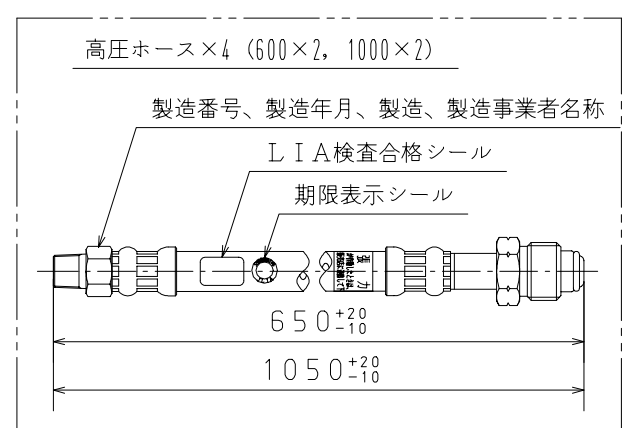 高圧ホース×4 (600×2, 1000×2)
製造番号、製造年月、製造、製造事業者名称
ＬＩＡ検査合格シール
期限表示シール
張力
650+20-10
1050+20-10